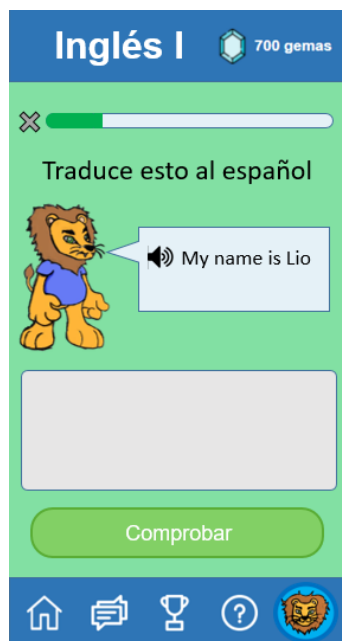 Inglés I
700 gemas
Traduce esto al español
My name is Lio
Comprobar
?